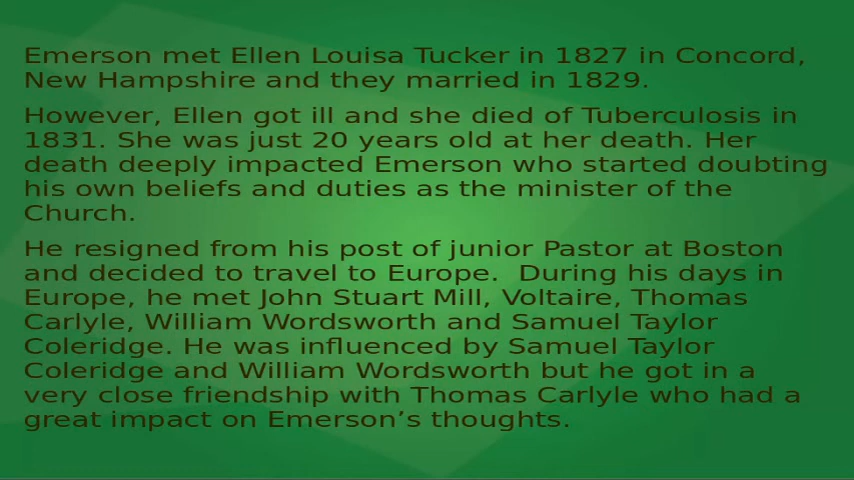 Emerson met Ellen Louisa Tucker in 1827 in Concord,
New Hampshire and they married in 1829.
However, Ellen got ill and she died of Tuberculosis in
1831. She was just 20 years old at her death. Her
death deeply impacted Emerson who started doubting
his own beliefs and duties as the minister of the
Church.
He resigned from his post of junior Pastor at Boston
and decided to travel to Europe.  During his days in
Europe, he met John Stuart Mill, Voltaire, Thomas
Carlyle, William Wordsworth and Samuel Taylor
Coleridge. He was influenced by Samuel Taylor
Coleridge and William Wordsworth but he got in a
very close friendship with Thomas Carlyle who had a
great impact on Emerson’s thoughts.